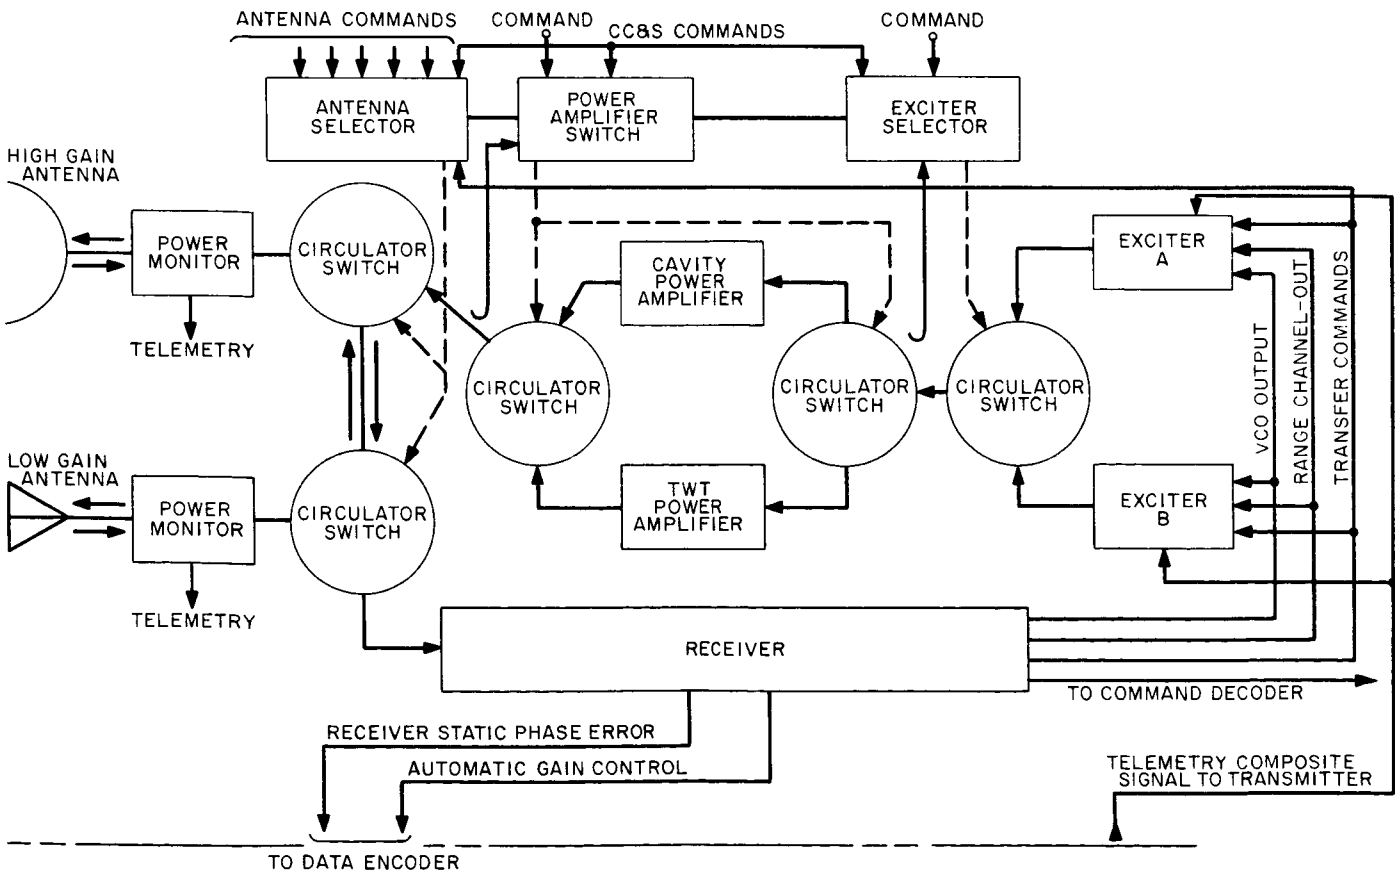 ANTENNA COMMANDS
COMMAND
CC&S COMMANDS
COMMAND
ANTENNA
SELECTOR
POWER
AMPLIFIER
SWITCH
EXCITER
SELECTOR
HIGH GAIN
ANTENNA
POWER
MONITOR
CIRCULATOR
SWITCH
CAVITY
POWER
AMPLIFIER
EXCITER
A
TELEMETRY
CIRCULATOR
SWITCH
CIRCULATOR
SWITCH
CIRCULATOR
SWITCH
VCO OUTPUT
RANGE CHANNEL-OUT
TRANSFER COMMANDS
LOW GAIN
ANTENNA
POWER
MONITOR
CIRCULATOR
SWITCH
TWT
POWER
AMPLIFIER
EXCITER
B
TELEMETRY
RECEIVER
TO COMMAND DECODER
RECEIVER STATIC PHASE ERROR
AUTOMATIC GAIN CONTROL
TELEMETRY COMPOSITE
SIGNAL TO TRANSMITTER
TO DATA ENCODER